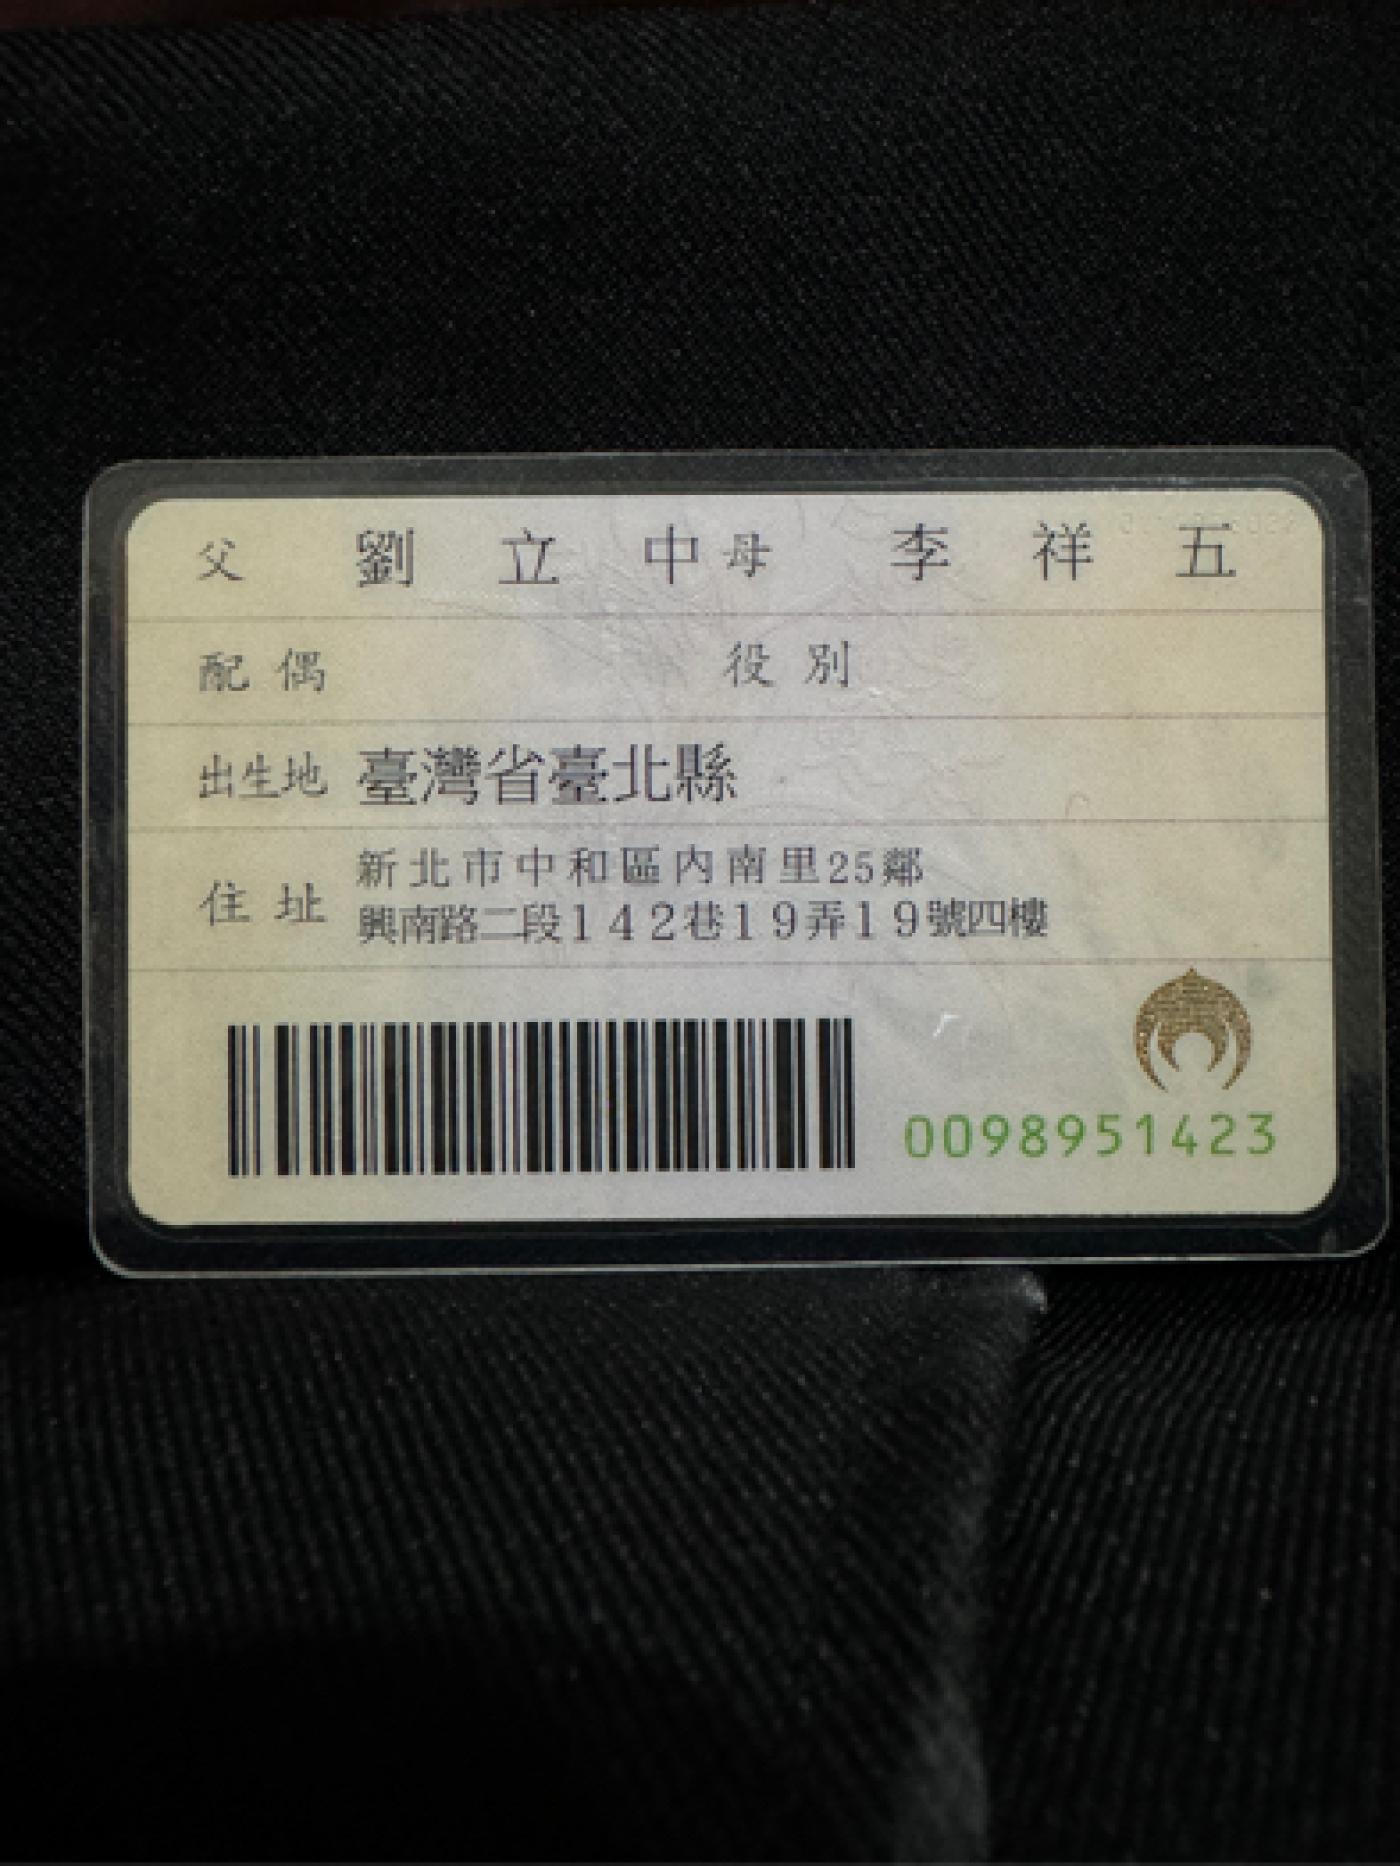 父 劉立中 母 李祥五
配偶 役別
出生地 臺灣省臺北縣
住址 新北市中和區內南里25鄰
興南路二段142巷19弄19號四樓
0098951423